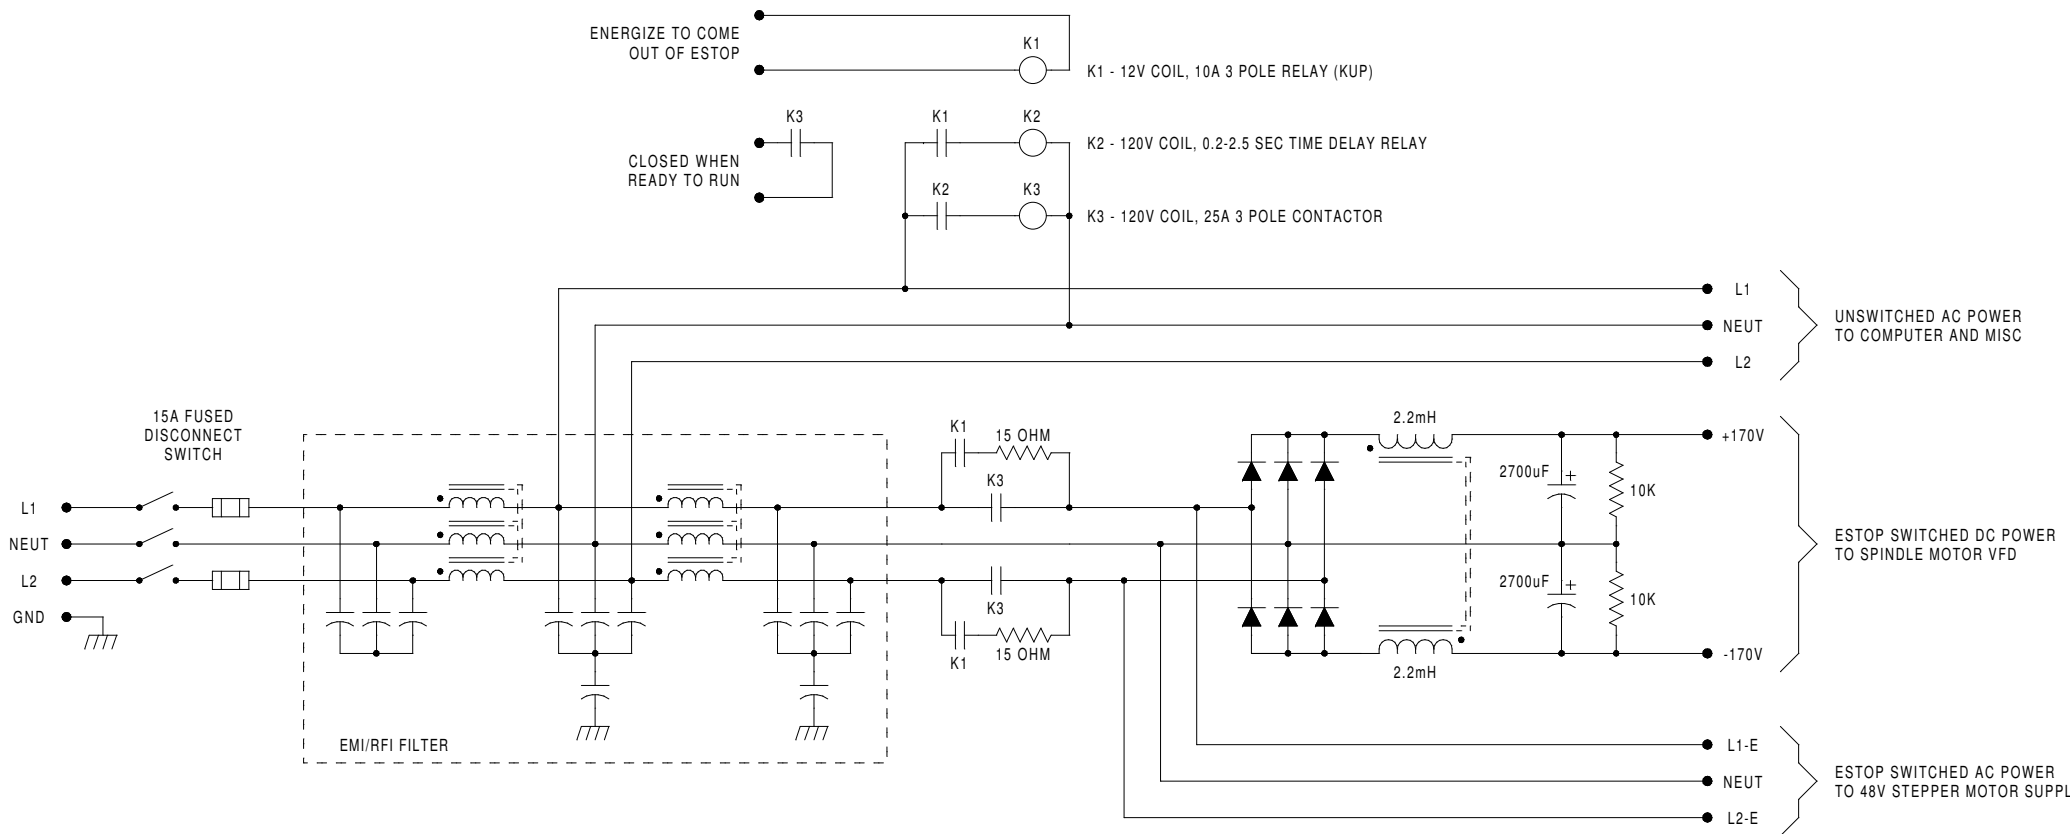 ENERGIZE TO COME
OUT OF ESTOP
K1
K1 - 12V COIL, 10A 3 POLE RELAY (KUP)
K3
CLOSED WHEN
READY TO RUN
K1
K2
K2 - 120V COIL, 0.2-2.5 SEC TIME DELAY RELAY
K2
K3
K3 - 120V COIL, 25A 3 POLE CONTACTOR
L1
NEUT
L2
UNSWITCHED AC POWER
TO COMPUTER AND MISC
15A FUSED
DISCONNECT
SWITCH
L1
NEUT
L2
GND
EMI/RFI FILTER
K1
15 OHM
K3
K3
K1
15 OHM
2.2mH
2.2mH
2700uF
+
10K
2700uF
+
10K
+170V
-170V
ESTOP SWITCHED DC POWER
TO SPINDLE MOTOR VFD
L1-E
NEUT
L2-E
ESTOP SWITCHED AC POWER
TO 48V STEPPER MOTOR SUPPL